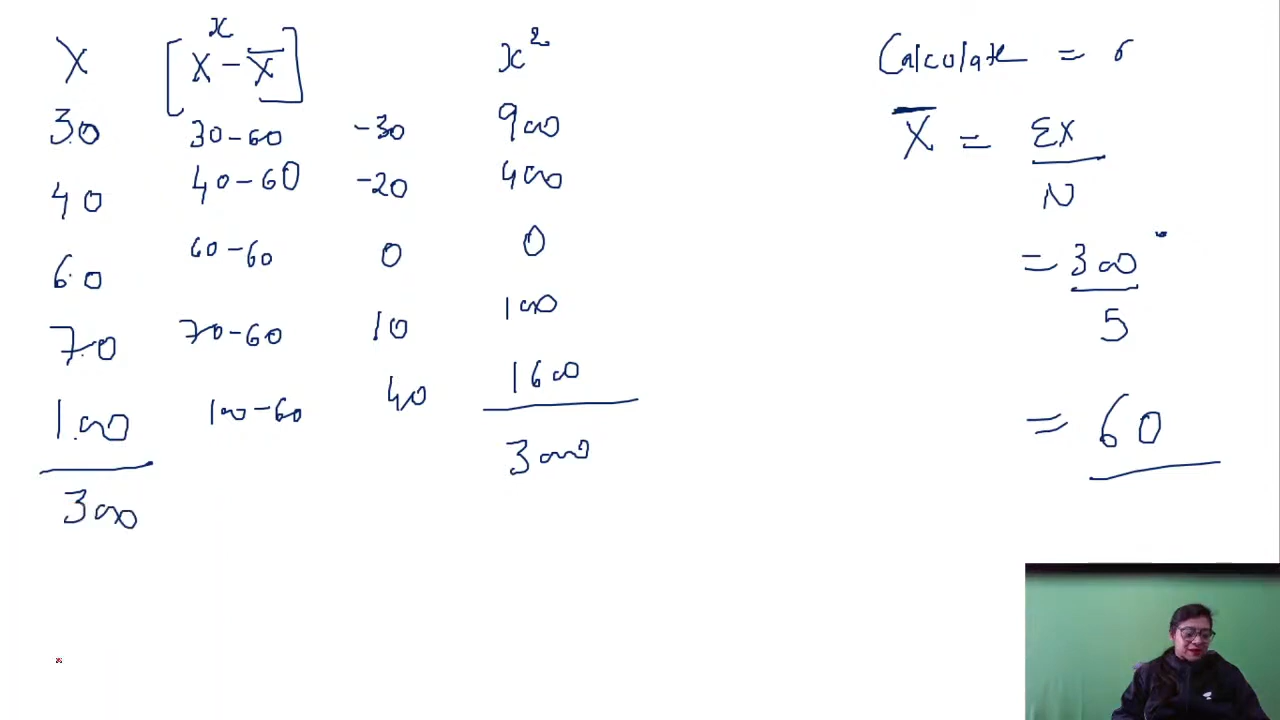 X [X - X̅] x x²
30 30-60 -30 900
40 40-60 -20 400
60 60-60 0 0
70 70-60 10 100
100 100-60 40 1600
300 3000
Calculate = σ
X̅ = ΣX
N
= 300
5
= 60